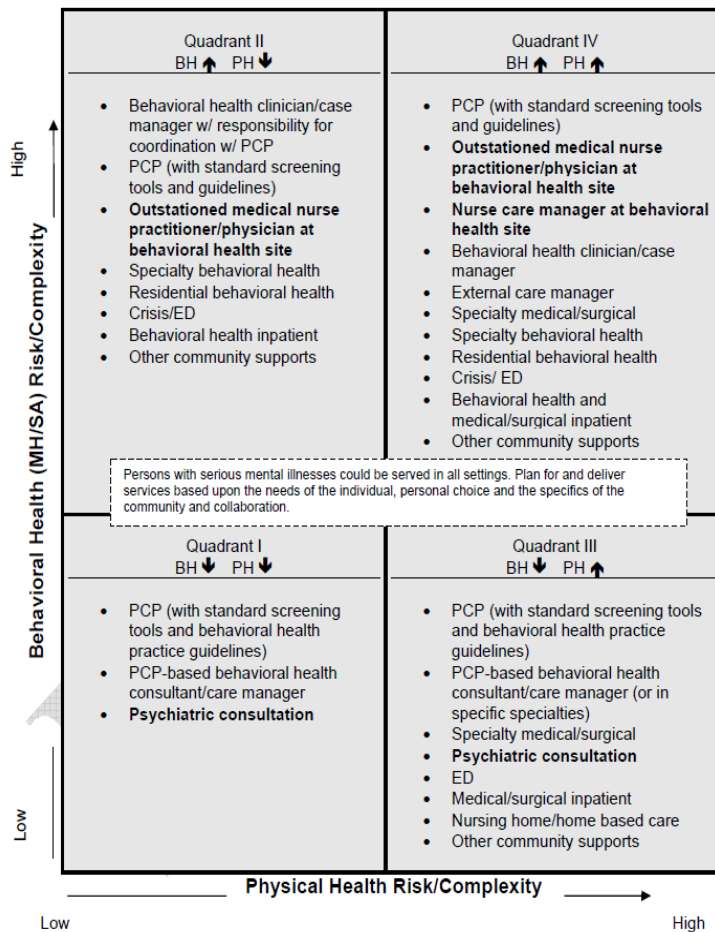 Quadrant II
BH 🡹 PH 🡻
• Behavioral health clinician/case
manager w/ responsibility for
coordination w/ PCP
• PCP (with standard screening
tools and guidelines)
• Outstationed medical nurse
practitioner/physician at
behavioral health site
• Specialty behavioral health
• Residential behavioral health
• Crisis/ED
• Behavioral health inpatient
• Other community supports
Quadrant IV
BH 🡹 PH 🡹
• PCP (with standard screening tools
and guidelines)
• Outstationed medical nurse
practitioner/physician at
behavioral health site
• Nurse care manager at behavioral
health site
• Behavioral health clinician/case
manager
• External care manager
• Specialty medical/surgical
• Specialty behavioral health
• Residential behavioral health
• Crisis/ ED
• Behavioral health and
medical/surgical inpatient
• Other community supports
Persons with serious mental illnesses could be served in all settings. Plan for and deliver
services based upon the needs of the individual, personal choice and the specifics of the
community and collaboration.
Quadrant I
BH 🡻 PH 🡻
• PCP (with standard screening
tools and behavioral health
practice guidelines)
• PCP-based behavioral health
consultant/care manager
• Psychiatric consultation
Quadrant III
BH 🡻 PH 🡹
• PCP (with standard screening tools
and behavioral health practice
guidelines)
• PCP-based behavioral health
consultant/care manager (or in
specific specialties)
• Specialty medical/surgical
• Psychiatric consultation
• ED
• Medical/surgical inpatient
• Nursing home/home based care
• Other community supports
High
Behavioral Health (MH/SA) Risk/Complexity
Low
Physical Health Risk/Complexity
Low
High